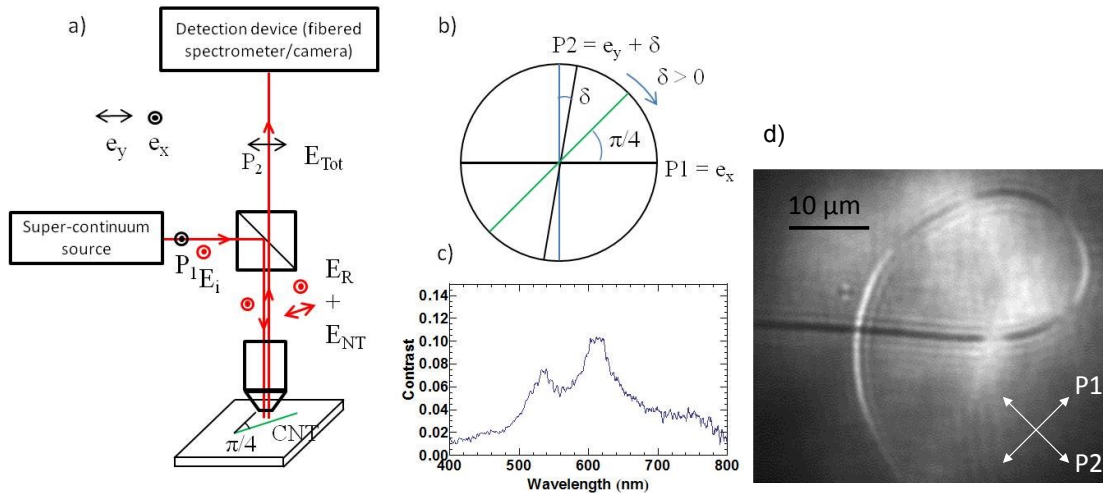 a)
Detection device (fibered
spectrometer/camera)
e_y e_x
P_2
E_Tot
Super-continuum
source
P_1
E_i
E_R
+
E_NT
CNT
π/4
b)
P2 = e_y + δ
δ > 0
δ
π/4
P1 = e_x
c)
0.14
0.12
0.10
0.08
0.06
0.04
0.02
0.00
Contrast
400 500 600 700 800
Wavelength (nm)
d)
10 µm
P1
P2